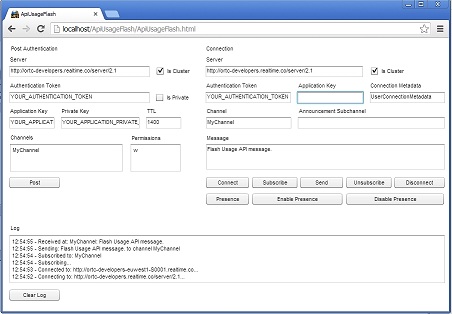 ApiUsageFlash
localhost/ApiUsageFlash/ApiUsageFlash.html
Post Authentication
Server
http://ortc-developers.realtime.co/server/2.1
Is Cluster
Authentication Token
YOUR_AUTHENTICATION_TOKEN
Is Private
Application Key
Private Key
TTL
YOUR_APPLICAT
YOUR_APPLICATION_PRIVATE_
1400
Channels
Permissions
MyChannel
w
Post
Connection
Server
http://ortc-developers.realtime.co/server/2.1
Is Cluster
Authentication Token
Application Key
Connection Metadata
YOUR_AUTHENTICATION_TOKEN
UserConnectionMetadata
Channel
Announcement Subchannel
MyChannel
Message
Flash Usage API message.
Connect
Subscribe
Send
Unsubscribe
Disconnect
Presence
Enable Presence
Disable Presence
Log
12:54:55 - Received at: MyChannel: Flash Usage API message.
12:54:55 - Sending: Flash Usage API message. to channel MyChannel
12:54:54 - Subscribed to: MyChannel
12:54:54 - Subscribing...
12:54:53 - Connected to: http://ortc-developers-euwest1-S0001.realtime.co...
12:54:52 - Connecting to: http://ortc-developers.realtime.co/server/2.1...
Clear Log